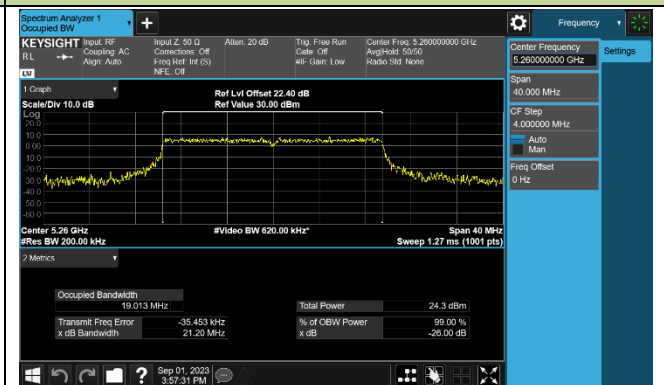 Spectrum Analyzer 1
Occupied BW
+
Frequency
KEYSIGHT
RL
Input: RF
Coupling: AC
Align: Auto
Input Z: 50 Ω
Corrections: Off
Freq Ref: Int (S)
NFE: Off
Atten: 20 dB
Trig: Free Run
Gate: Off
#IF Gain: Low
Center Freq: 5.260000000 GHz
Avg|Hold: 50/50
Radio Std: None
LXI
Center Frequency
5.260000000 GHz
Settings
Span
40.000 MHz
CF Step
4.000000 MHz
Auto
Man
Freq Offset
0 Hz
1 Graph
Scale/Div 10.0 dB
Ref Lvl Offset 22.40 dB
Ref Value 30.00 dBm
Log
20.0
10.0
0.00
-10.0
-20.0
-30.0
-40.0
-50.0
-60.0
Center 5.26 GHz
#Video BW 620.00 kHz*
Span 40 MHz
#Res BW 200.00 kHz
Sweep 1.27 ms (1001 pts)
2 Metrics
Occupied Bandwidth
19.013 MHz
Total Power 24.3 dBm
Transmit Freq Error -35.453 kHz
% of OBW Power 99.00 %
x dB Bandwidth 21.20 MHz
x dB -26.00 dB
?
Sep 01, 2023
3:57:31 PM